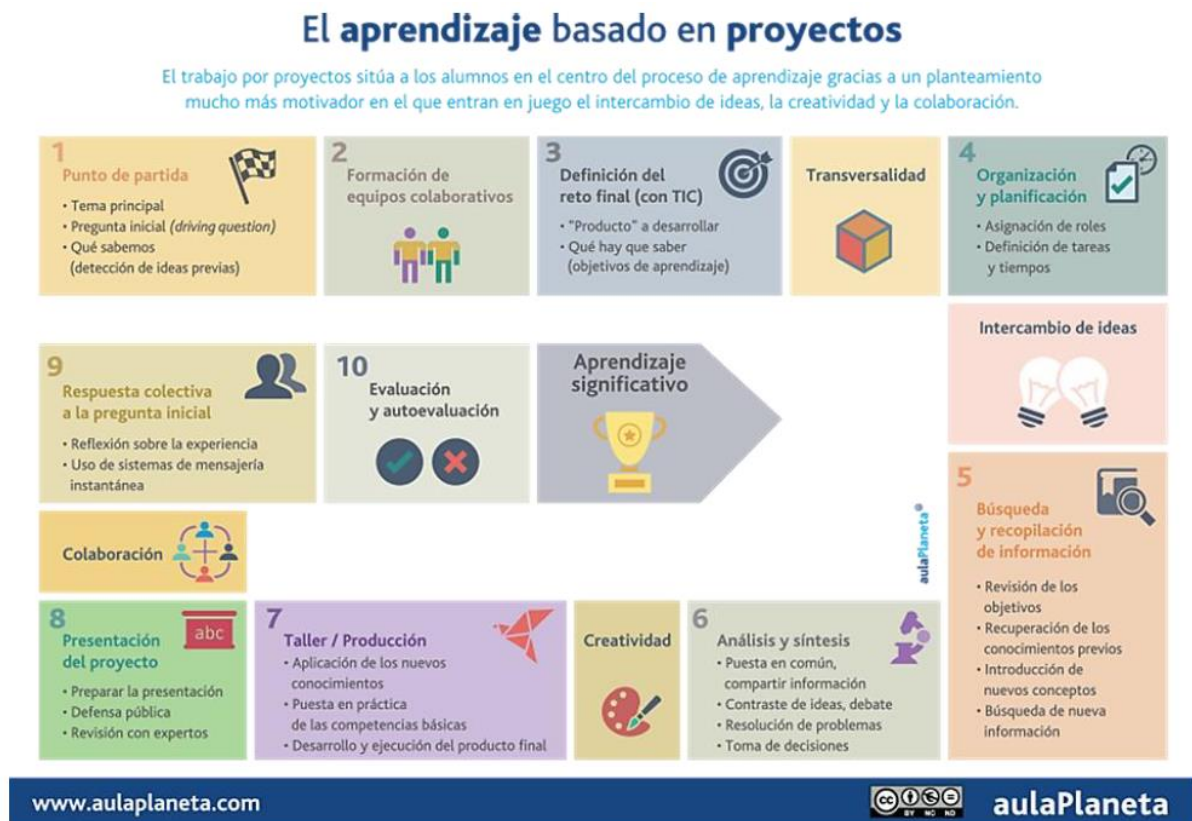 El aprendizaje basado en proyectos
El trabajo por proyectos sitúa a los alumnos en el centro del proceso de aprendizaje gracias a un planteamiento
mucho más motivador en el que entran en juego el intercambio de ideas, la creatividad y la colaboración.
1
Punto de partida
• Tema principal
• Pregunta inicial (driving question)
• Qué sabemos
(detección de ideas previas)
2
Formación de
equipos colaborativos
3
Definición del
reto final (con TIC)
• "Producto" a desarrollar
• Qué hay que saber
(objetivos de aprendizaje)
Transversalidad
4
Organización
y planificación
• Asignación de roles
• Definición de tareas
y tiempos
Intercambio de ideas
5
Búsqueda
y recopilación
de información
• Revisión de los
objetivos
• Recuperación de los
conocimientos previos
• Introducción de
nuevos conceptos
• Búsqueda de nueva
información
6
Análisis y síntesis
• Puesta en común,
compartir información
• Contraste de ideas, debate
• Resolución de problemas
• Toma de decisiones
Creatividad
7
Taller / Producción
• Aplicación de los nuevos
conocimientos
• Puesta en práctica
de las competencias básicas
• Desarrollo y ejecución del producto final
8
abc
Presentación
del proyecto
• Preparar la presentación
• Defensa pública
• Revisión con expertos
Colaboración
9
Respuesta colectiva
a la pregunta inicial
• Reflexión sobre la experiencia
• Uso de sistemas de mensajería
instantánea
10
Evaluación
y autoevaluación
Aprendizaje
significativo
aulaPlaneta
www.aulaplaneta.com
cc
BY NC ND
aulaPlaneta